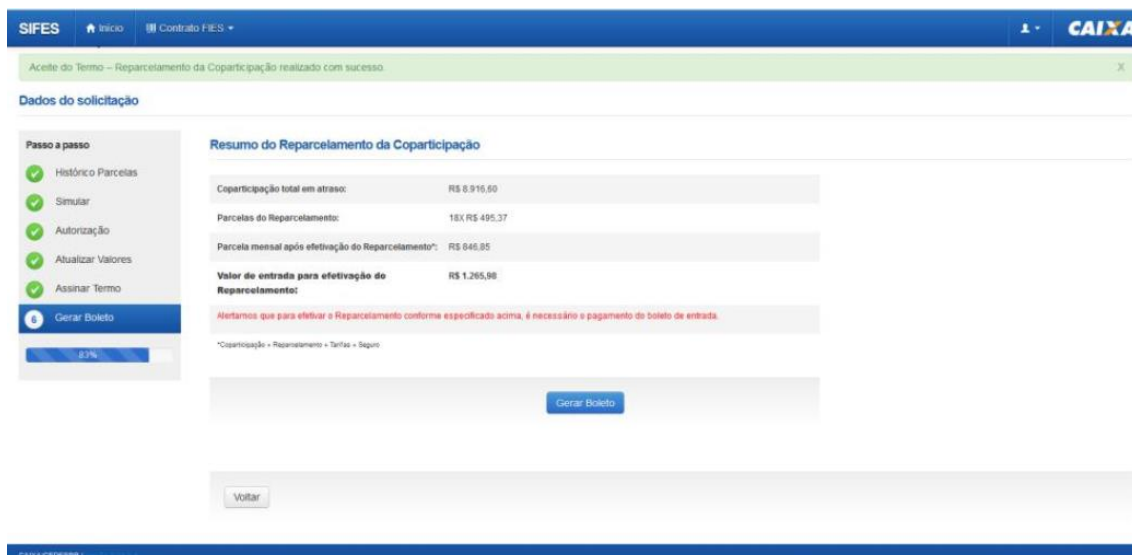 SIFES Início Contrato FIES CAIXA
Aceite do Termo – Reparcelamento da Coparticipação realizado com sucesso. X
Dados do solicitação
Passo a passo
Histórico Parcelas
Simular
Autorização
Atualizar Valores
Assinar Termo
6 Gerar Boleto
83%
Resumo do Reparcelamento da Coparticipação
Coparticipação total em atraso: R$ 8.916,60
Parcelas do Reparcelamento: 18X R$ 495,37
Parcela mensal após efetivação do Reparcelamento*: R$ 846,85
Valor de entrada para efetivação do R$ 1.265,98
Reparcelamento:
Alertamos que para efetivar o Reparcelamento conforme especificado acima, é necessário o pagamento do boleto de entrada.
*Coparticipação + Reparcelamento + Tarifas + Seguro
Gerar Boleto
Voltar